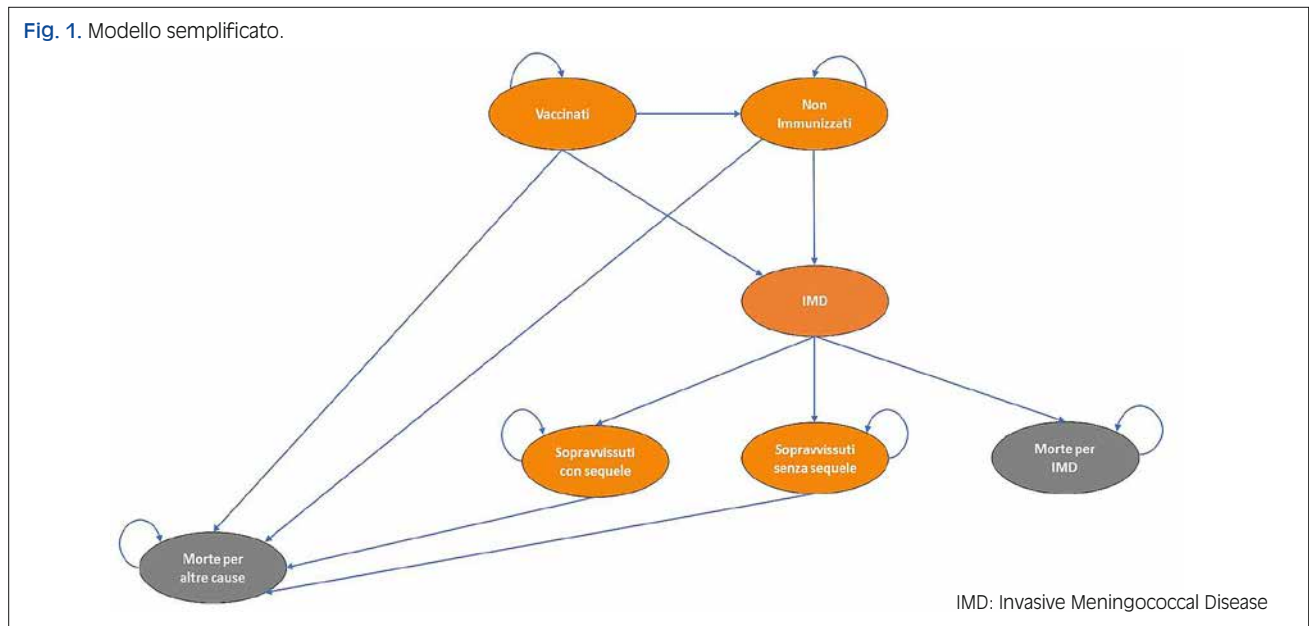 Fig. 1. Modello semplificato.
Vaccinati
Non
Immunizzati
IMD
Sopravvissuti
con sequele
Sopravvissuti
senza sequele
Morte per
IMD
Morte per
altre cause
IMD: Invasive Meningococcal Disease